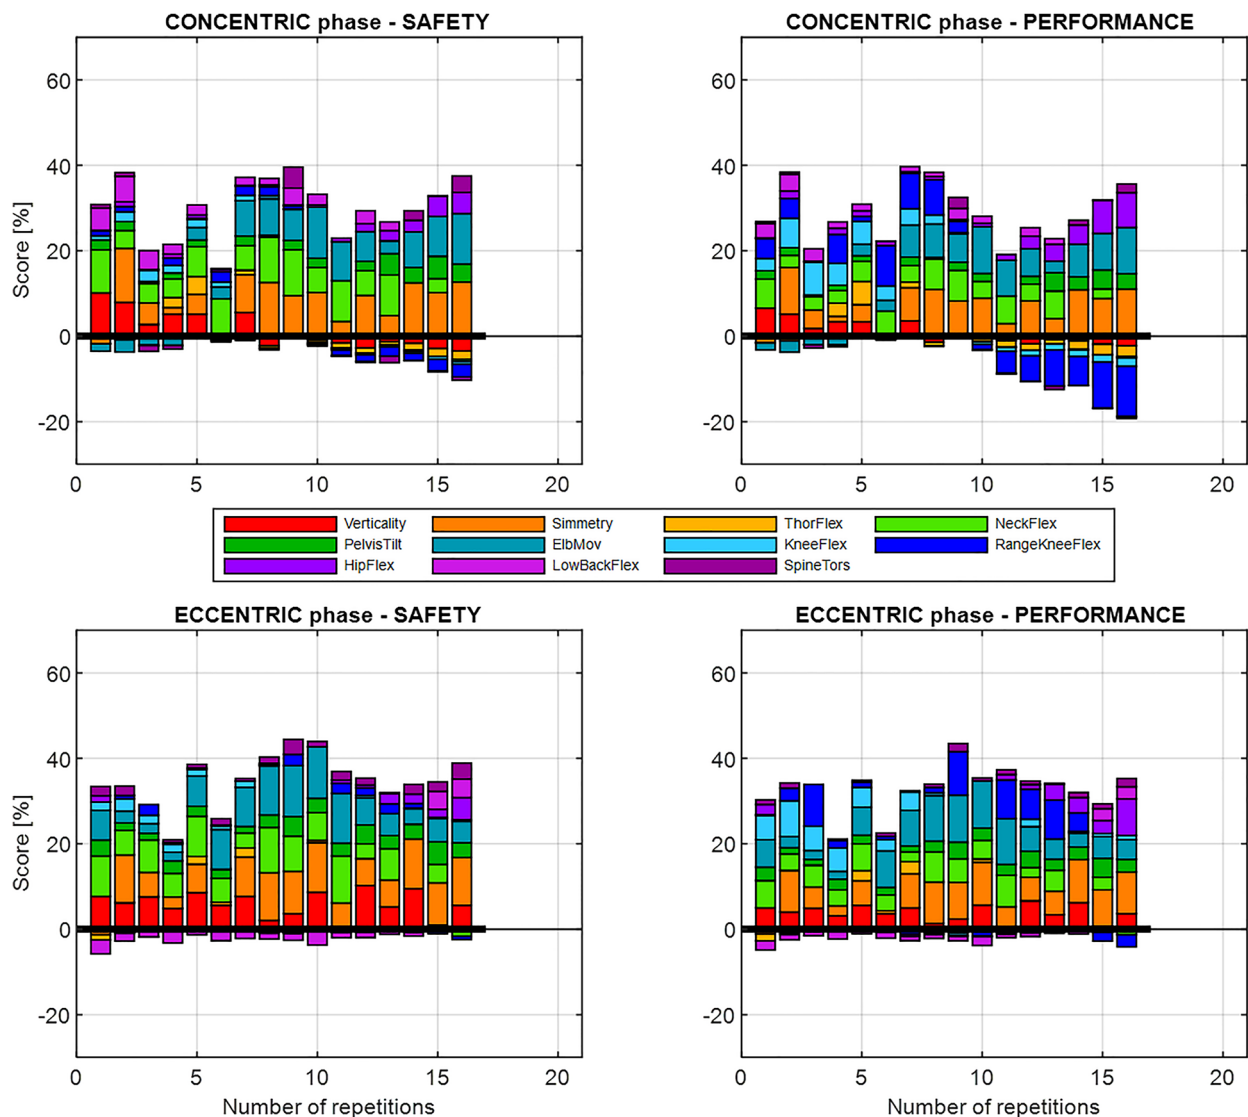 CONCENTRIC phase - SAFETY
CONCENTRIC phase - PERFORMANCE
Score [%]
60
40
20
0
-20
0 5 10 15 20
60
40
20
0
-20
0 5 10 15 20
Verticality Simmetry ThorFlex NeckFlex
PelvisTilt ElbMov KneeFlex RangeKneeFlex
HipFlex LowBackFlex SpineTors
ECCENTRIC phase - SAFETY
ECCENTRIC phase - PERFORMANCE
Score [%]
60
40
20
0
-20
0 5 10 15 20
Number of repetitions
60
40
20
0
-20
0 5 10 15 20
Number of repetitions